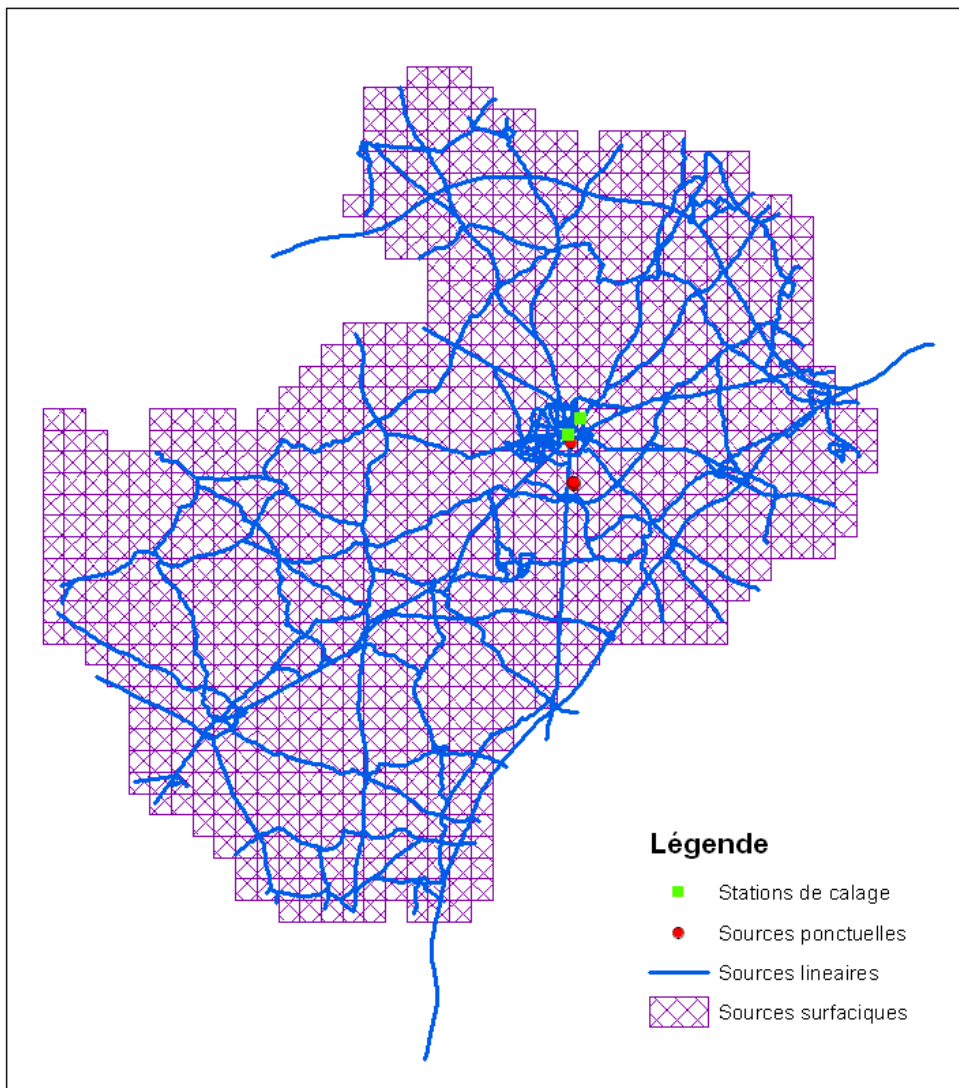 Légende
Stations de calage
Sources ponctuelles
Sources lineaires
Sources surfaciques